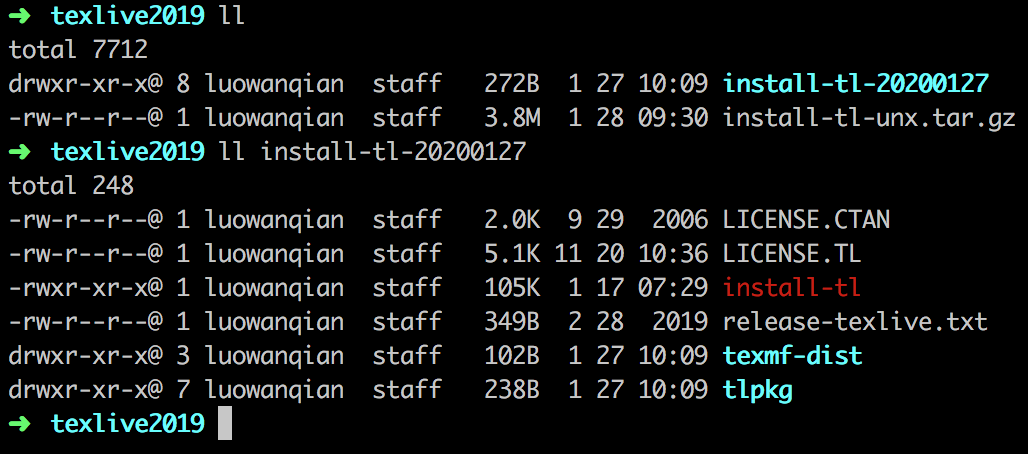 ➜ texlive2019 ll
total 7712
drwxr-xr-x@ 8 luowanqian staff 272B 1 27 10:09 install-tl-20200127
-rw-r--r--@ 1 luowanqian staff 3.8M 1 28 09:30 install-tl-unx.tar.gz
➜ texlive2019 ll install-tl-20200127
total 248
-rw-r--r--@ 1 luowanqian staff 2.0K 9 29 2006 LICENSE.CTAN
-rw-r--r--@ 1 luowanqian staff 5.1K 11 20 10:36 LICENSE.TL
-rwxr-xr-x@ 1 luowanqian staff 105K 1 17 07:29 install-tl
-rw-r--r--@ 1 luowanqian staff 349B 2 28 2019 release-texlive.txt
drwxr-xr-x@ 3 luowanqian staff 102B 1 27 10:09 texmf-dist
drwxr-xr-x@ 7 luowanqian staff 238B 1 27 10:09 tlpkg
➜ texlive2019